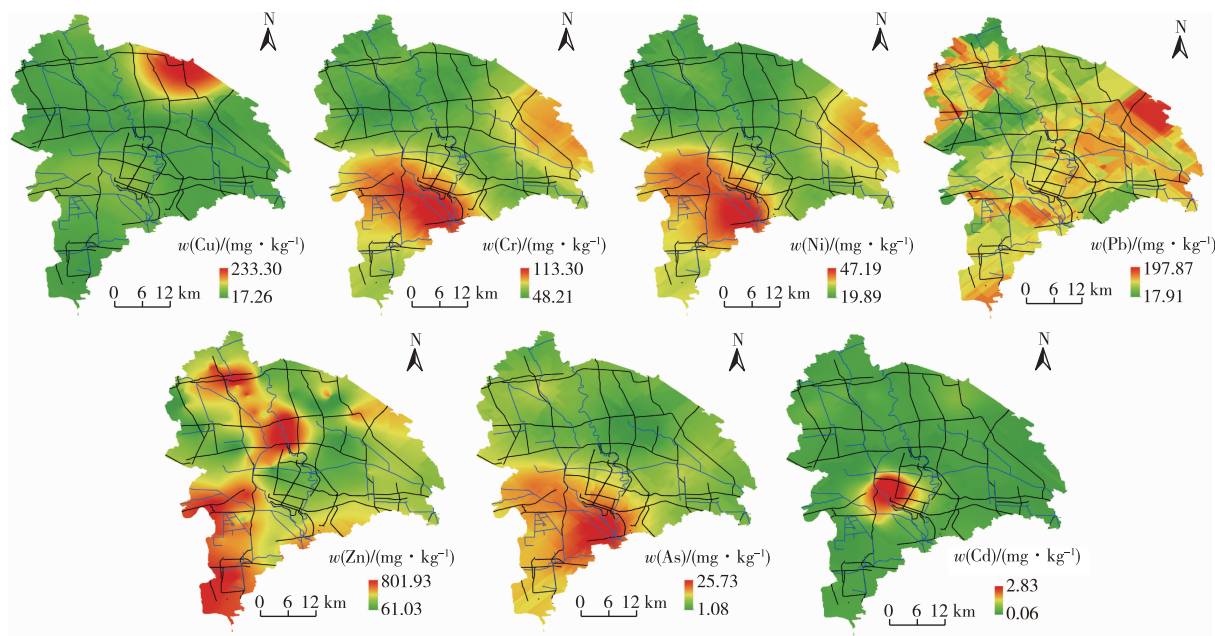 N
N
N
N
w(Cu)/(mg · kg⁻¹)
233.30
17.26
0 6 12 km
w(Cr)/(mg · kg⁻¹)
113.30
48.21
0 6 12 km
w(Ni)/(mg · kg⁻¹)
47.19
19.89
0 6 12 km
w(Pb)/(mg · kg⁻¹)
197.87
17.91
0 6 12 km
N
N
N
w(Zn)/(mg · kg⁻¹)
801.93
61.03
0 6 12 km
w(As)/(mg · kg⁻¹)
25.73
1.08
0 6 12 km
w(Cd)/(mg · kg⁻¹)
2.83
0.06
0 6 12 km